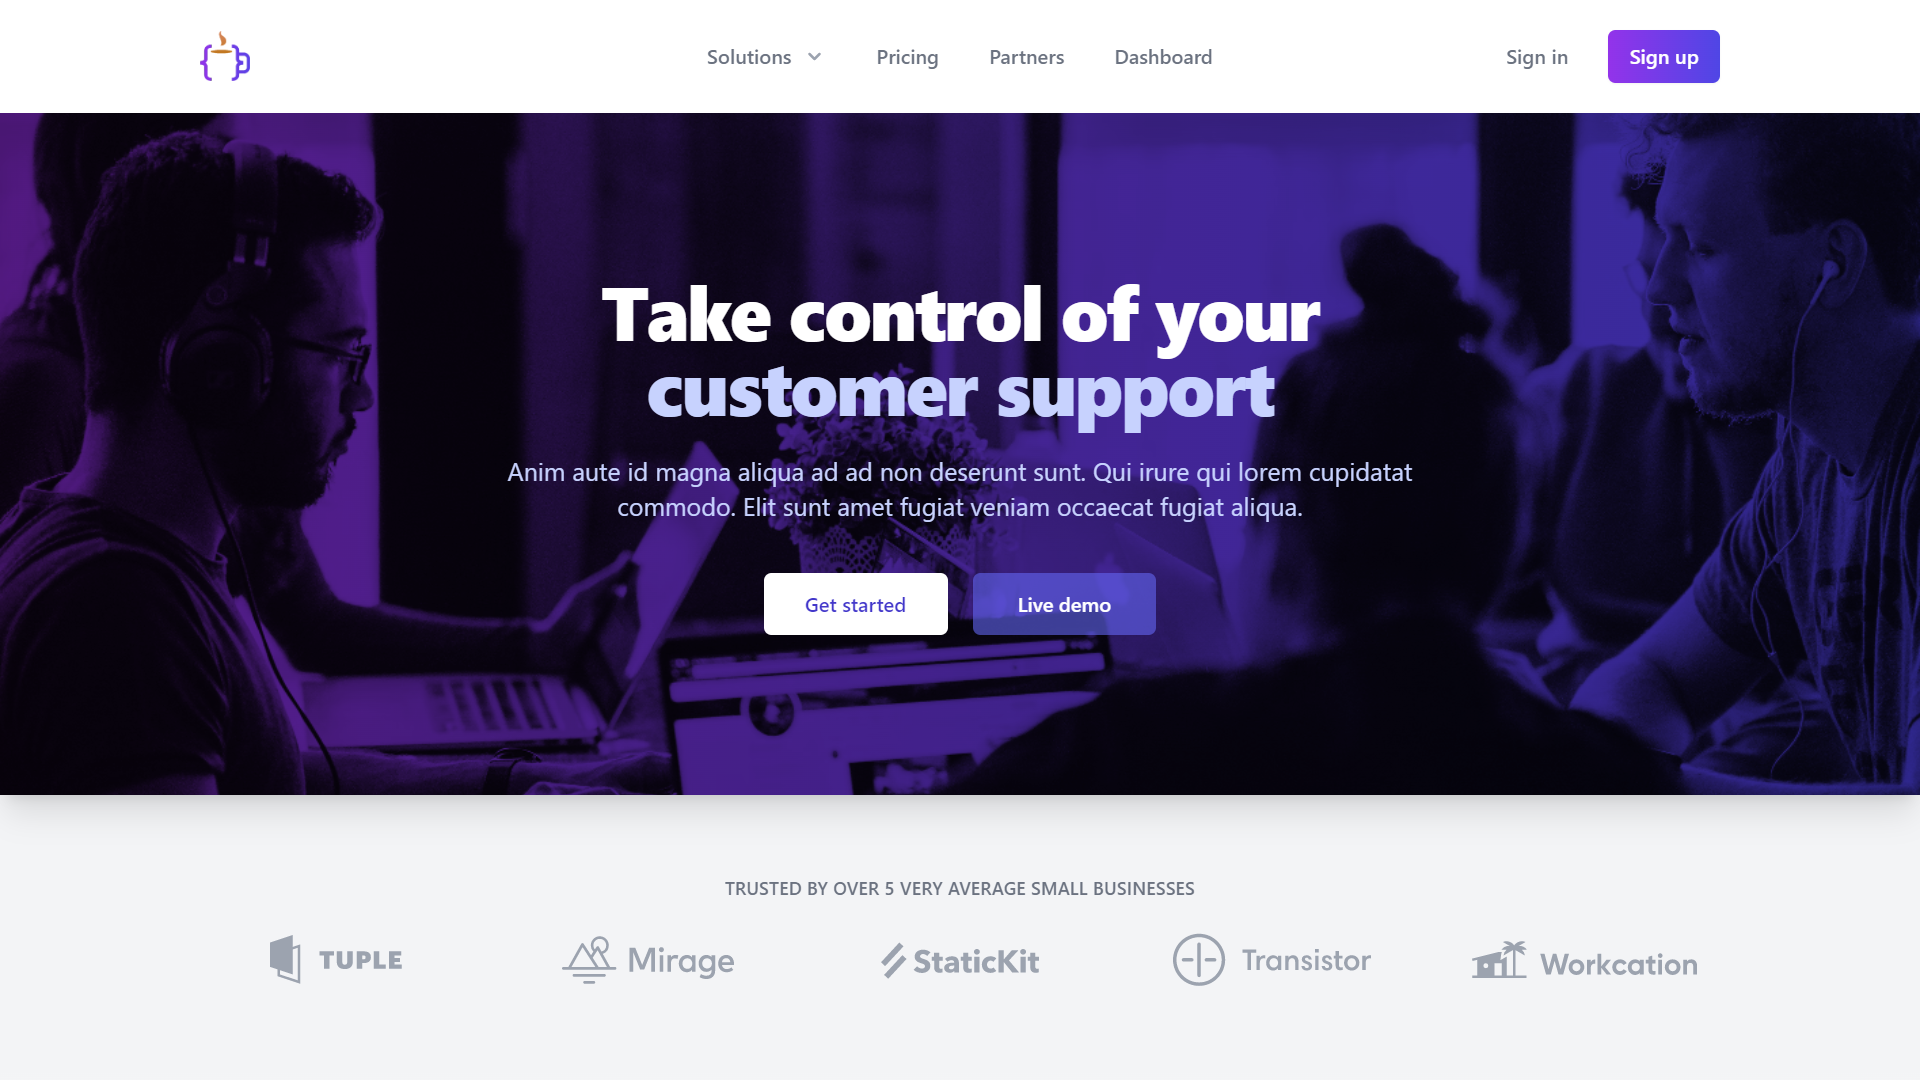 Solutions
Pricing
Partners
Dashboard
Sign in
Sign up
Take control of your
customer support
Anim aute id magna aliqua ad ad non deserunt sunt. Qui irure qui lorem cupidatat
commodo. Elit sunt amet fugiat veniam occaecat fugiat aliqua.
Get started
Live demo
TRUSTED BY OVER 5 VERY AVERAGE SMALL BUSINESSES
TUPLE
Mirage
StaticKit
Transistor
Workcation